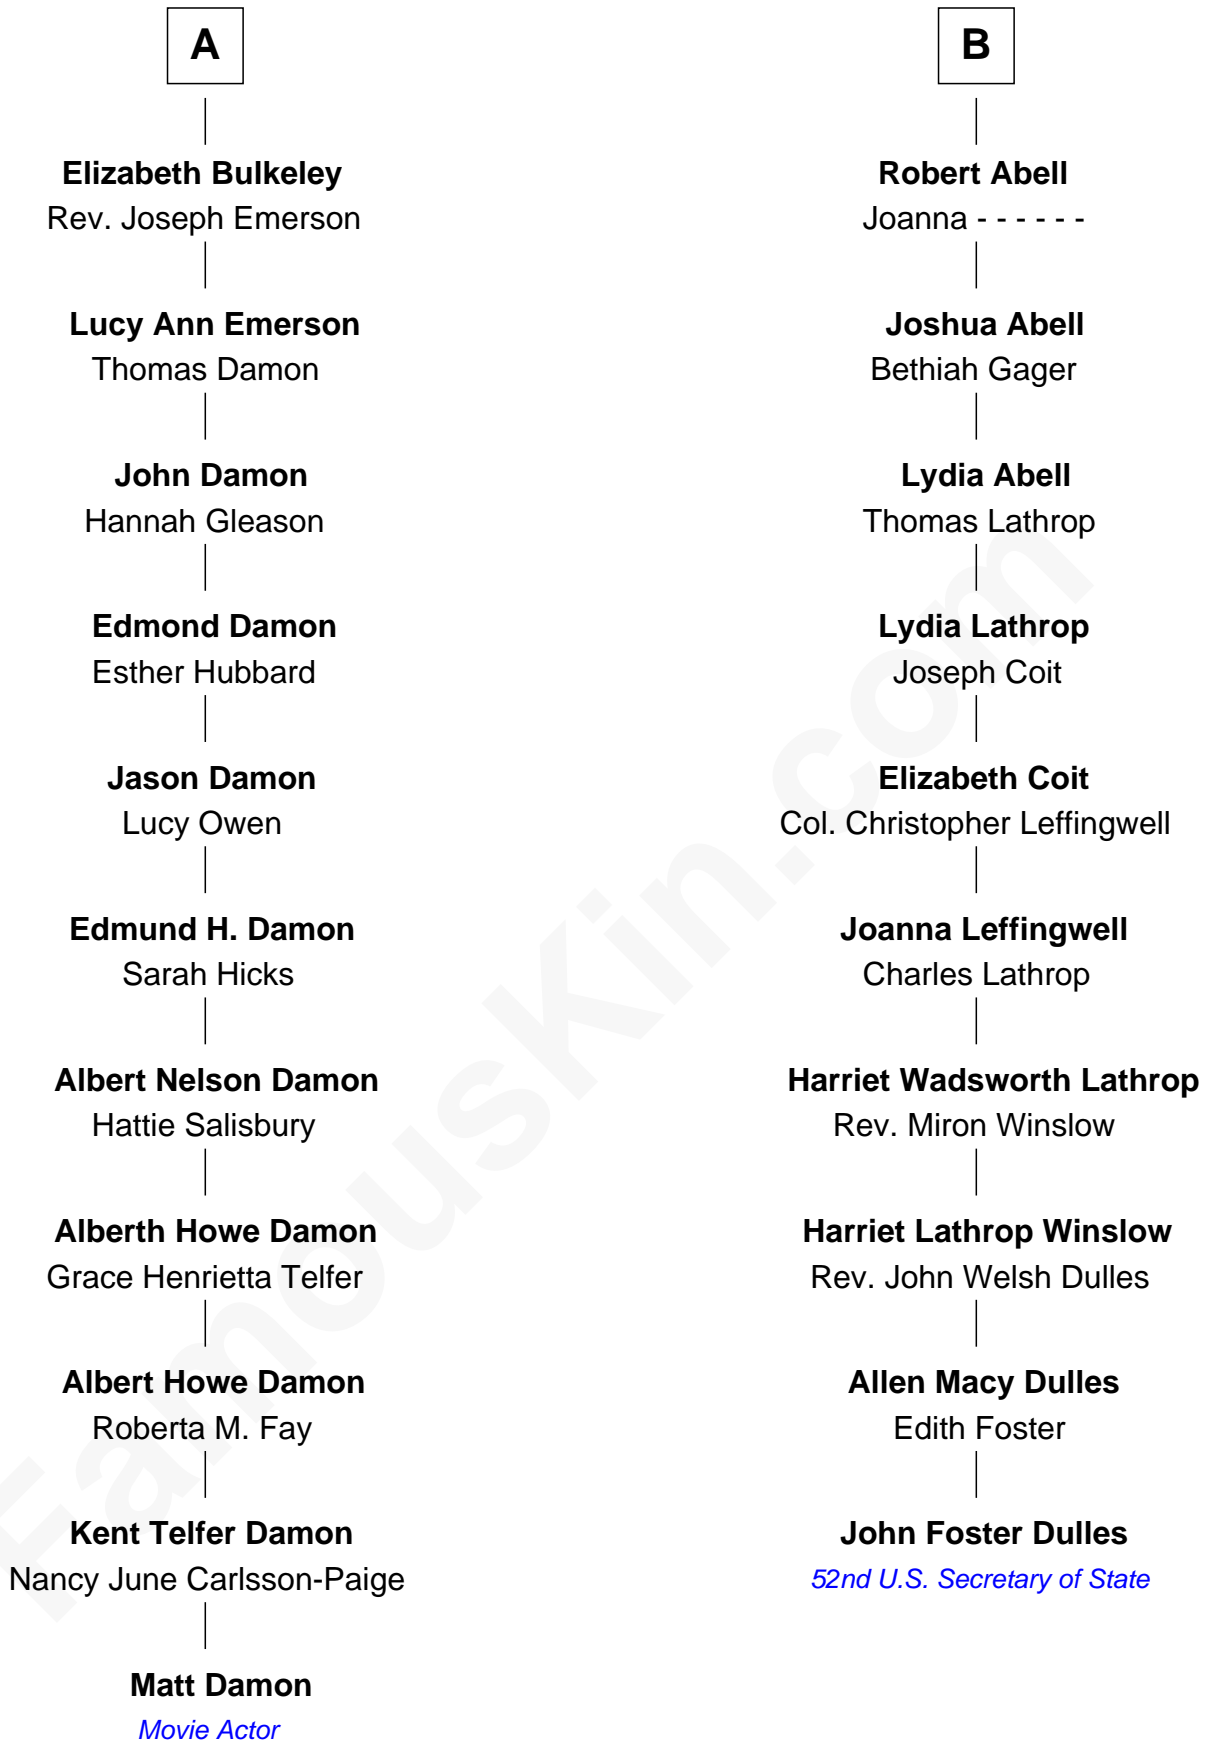 A
Elizabeth Bulkeley
Rev. Joseph Emerson
Lucy Ann Emerson
Thomas Damon
John Damon
Hannah Gleason
Edmond Damon
Esther Hubbard
Jason Damon
Lucy Owen
Edmund H. Damon
Sarah Hicks
Albert Nelson Damon
Hattie Salisbury
Alberth Howe Damon
Grace Henrietta Telfer
Albert Howe Damon
Roberta M. Fay
Kent Telfer Damon
Nancy June Carlsson-Paige
Matt Damon
Movie Actor
B
Robert Abell
Joanna - - - - - -
Joshua Abell
Bethiah Gager
Lydia Abell
Thomas Lathrop
Lydia Lathrop
Joseph Coit
Elizabeth Coit
Col. Christopher Leffingwell
Joanna Leffingwell
Charles Lathrop
Harriet Wadsworth Lathrop
Rev. Miron Winslow
Harriet Lathrop Winslow
Rev. John Welsh Dulles
Allen Macy Dulles
Edith Foster
John Foster Dulles
52nd U.S. Secretary of State
FamousKin.com